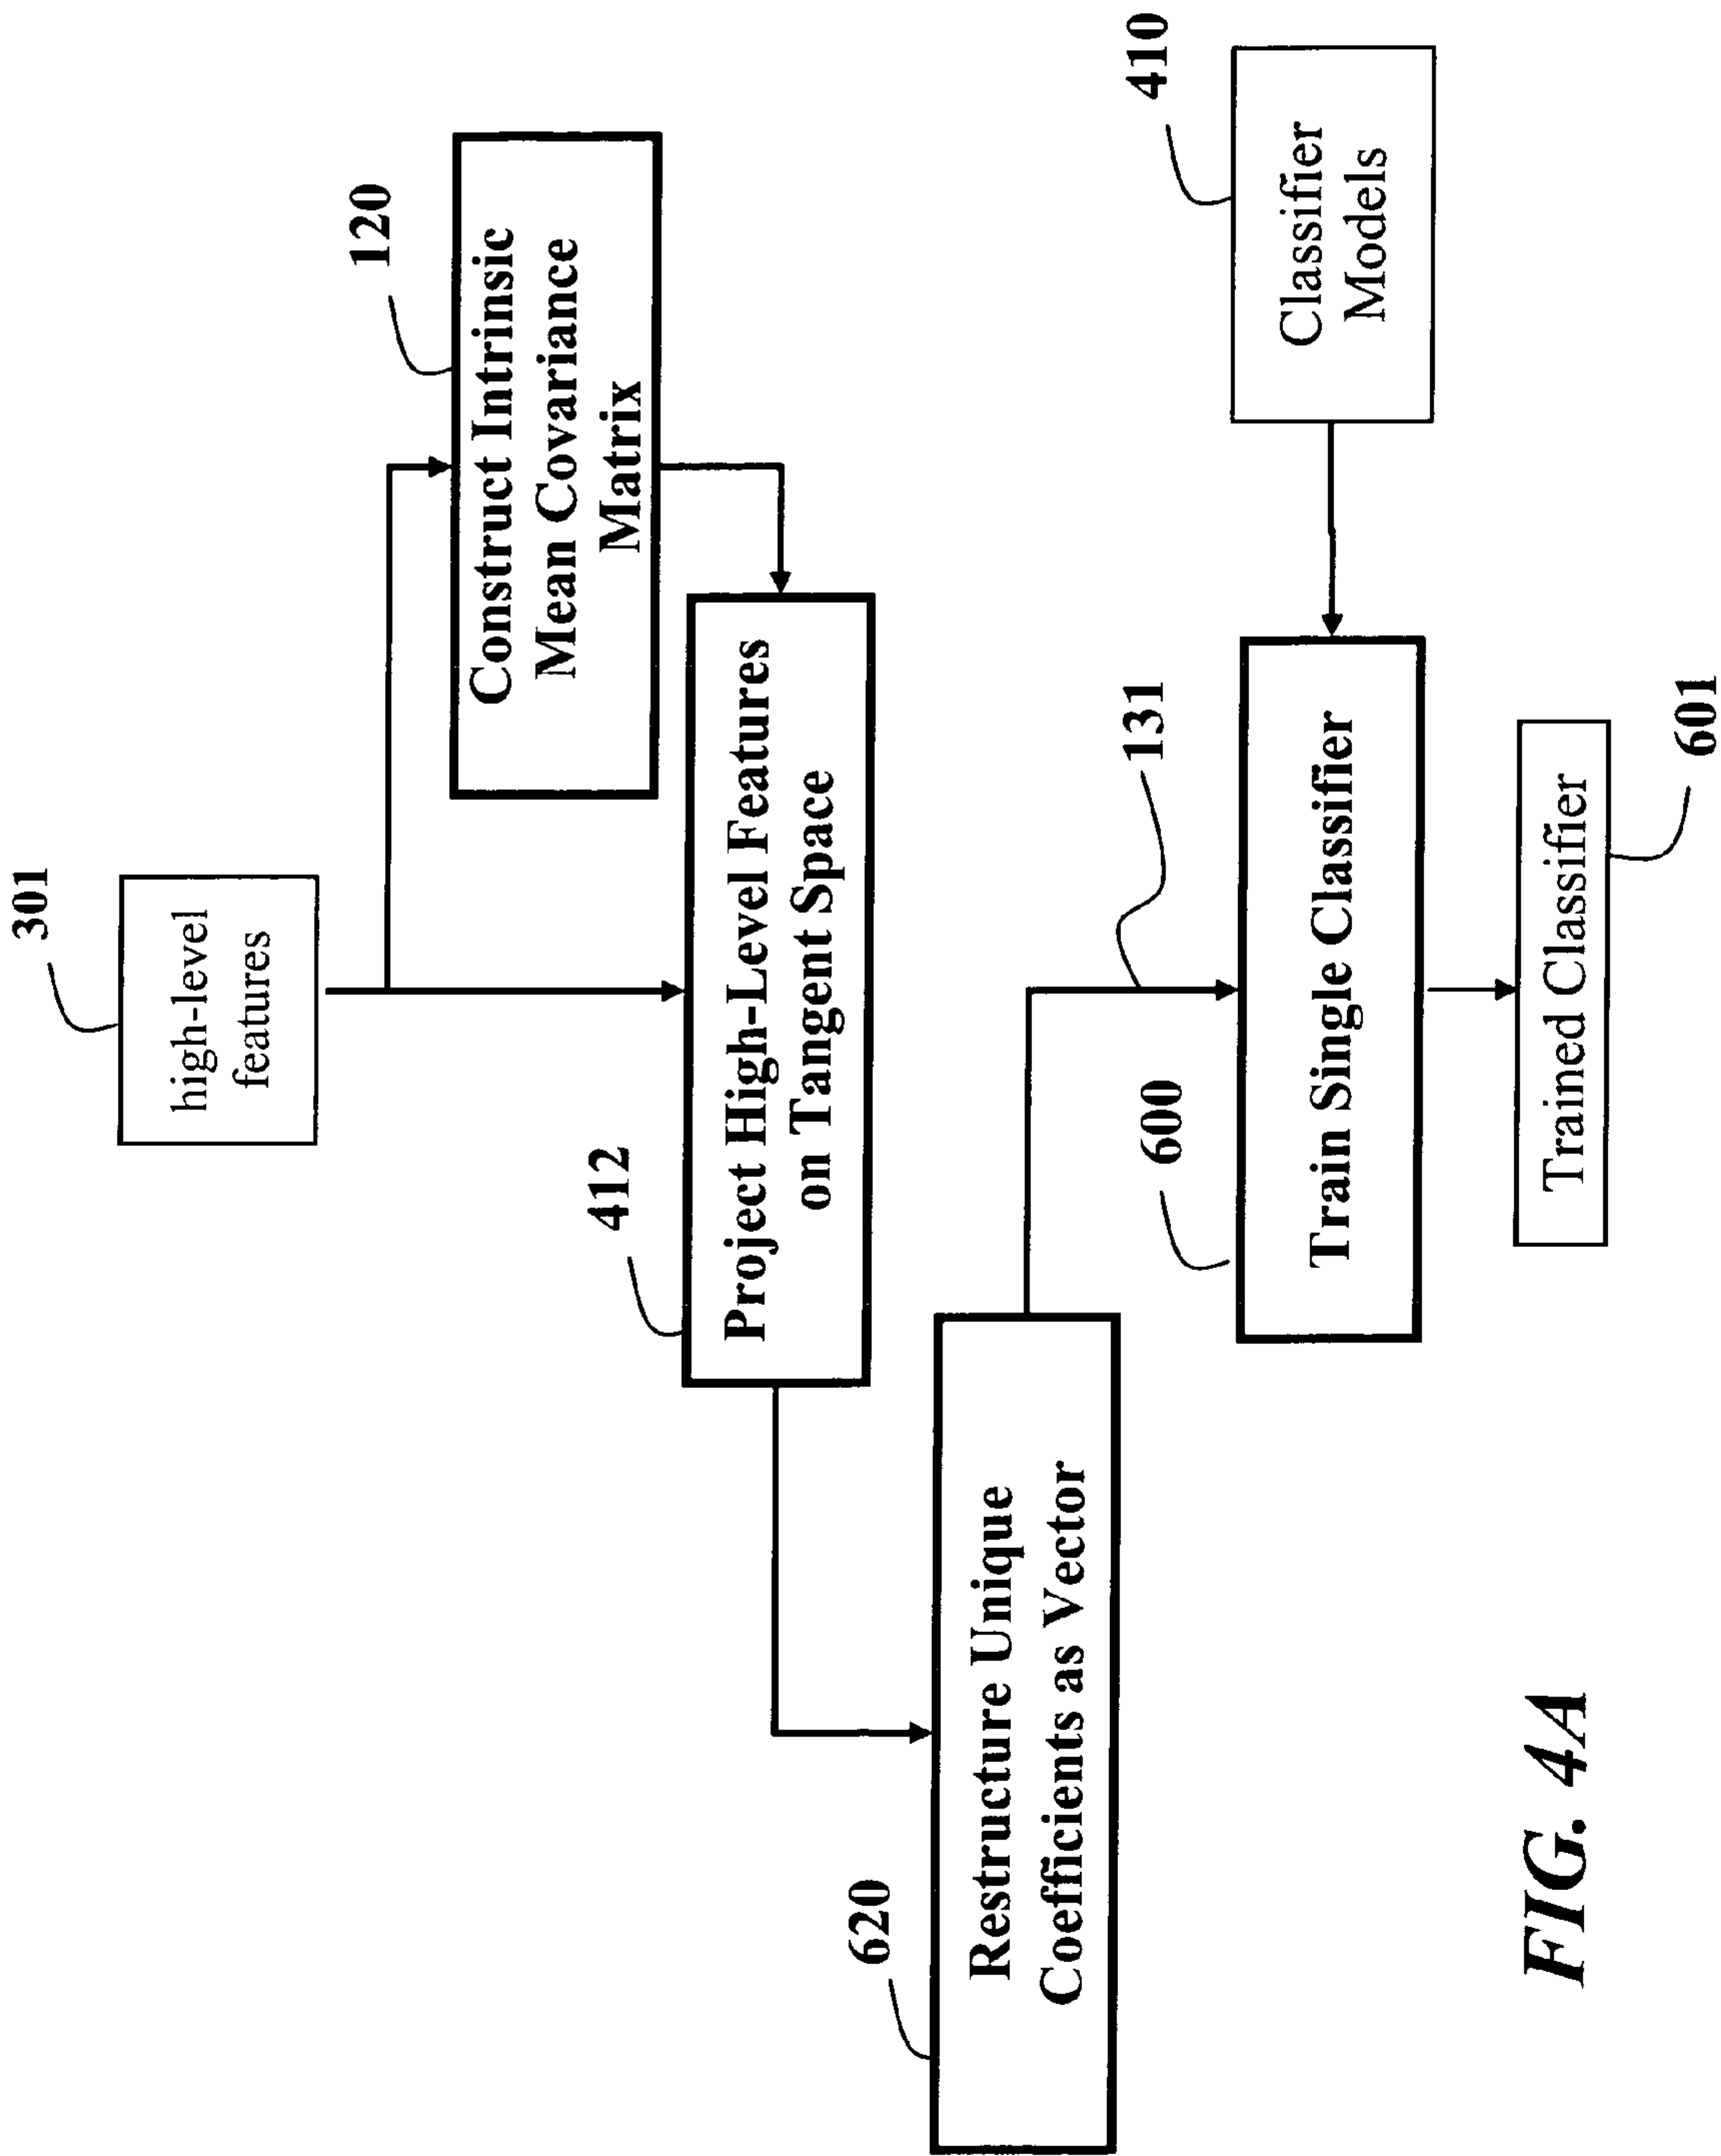 301
high-level
features
120
Construct Intrinsic
Mean Covariance
Matrix
412
Project High-Level Features
on Tangent Space
620
Restructure Unique
Coefficients as Vector
131
410
Classifier
Models
600
Train Single Classifier
Trained Classifier
601
FIG. 4A